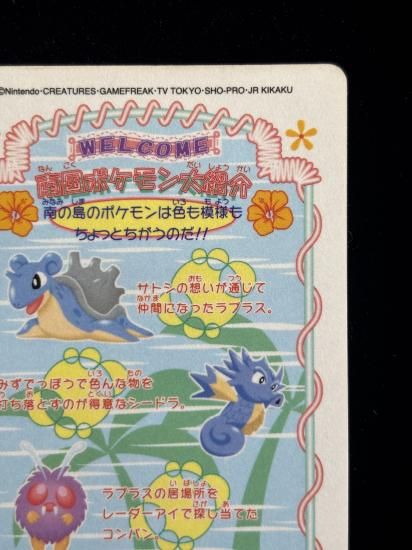 ©Nintendo・CREATURES・GAMEFREAK・TV TOKYO・SHO-PRO・JR KIKAKU
WELCOME
南国ポケモン大紹介
南の島のポケモンは色も模様も
ちょっとちがうのだ!!
サトシの想いが通じて
仲間になったラプラス。
みずでっぽうで色んな物を
打ち落とすのが得意なシードラ。
ラプラスの居場所を
レーダーアイで探し当てた
コンパン。